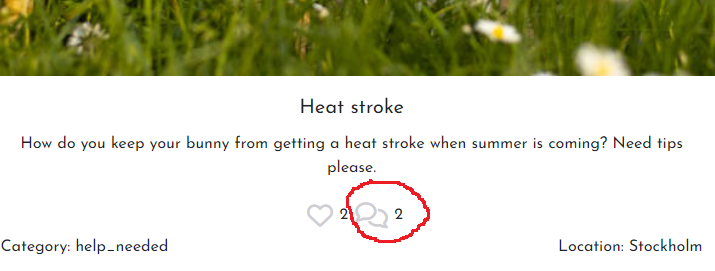 Heat stroke
How do you keep your bunny from getting a heat stroke when summer is coming? Need tips
please.
2 2
Category: help_needed Location: Stockholm